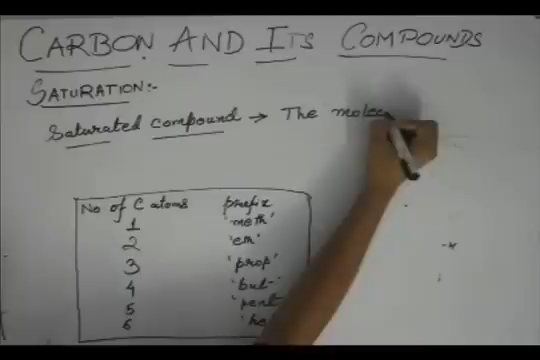 CARBON AND ITS COMPOUNDS
SATURATION:-
Saturated compound → The molec
No of C atoms prefix
1 'meth'
2 'eth'
3 'prop'
4 'but-'
5 'pent-
6 'he